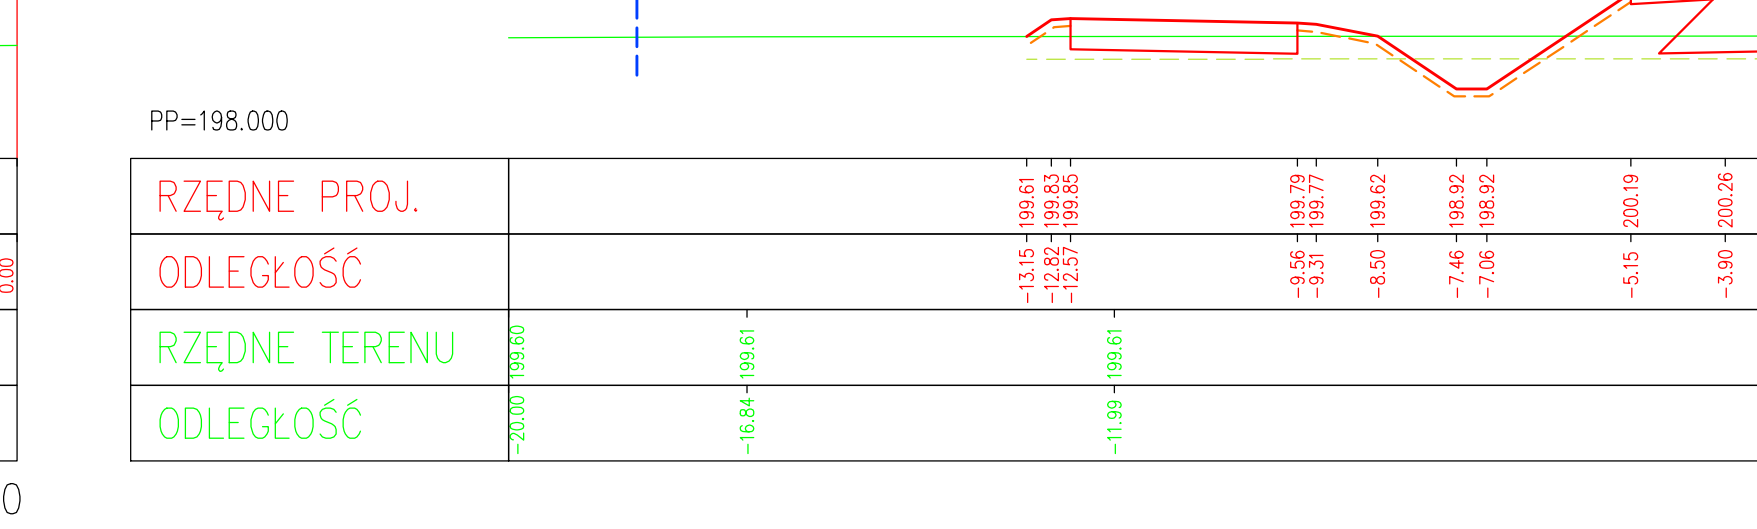 PP=198.000
RZĘDNE PROJ. 199.61 199.83 199.85 199.79 199.77 199.62 198.92 198.92 200.19 200.26
0.00
ODLEGŁOŚĆ -13.15 -12.82 -12.57 -9.56 -9.31 -8.50 -7.46 -7.06 -5.15 -3.90
RZĘDNE TERENU 199.60 199.61 199.61
ODLEGŁOŚĆ -20.00 -16.84 -11.99
0